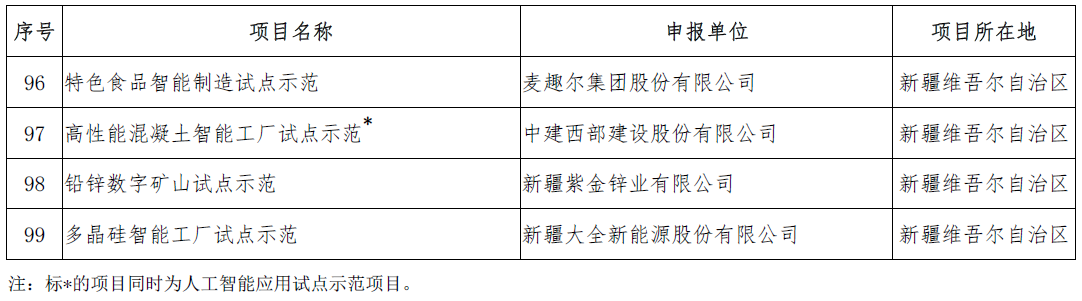 序号 项目名称 申报单位 项目所在地
96 特色食品智能制造试点示范 麦趣尔集团股份有限公司 新疆维吾尔自治区
97 高性能混凝土智能工厂试点示范* 中建西部建设股份有限公司 新疆维吾尔自治区
98 铅锌数字矿山试点示范 新疆紫金锌业有限公司 新疆维吾尔自治区
99 多晶硅智能工厂试点示范 新疆大全新能源股份有限公司 新疆维吾尔自治区
注：标*的项目同时为人工智能应用试点示范项目。